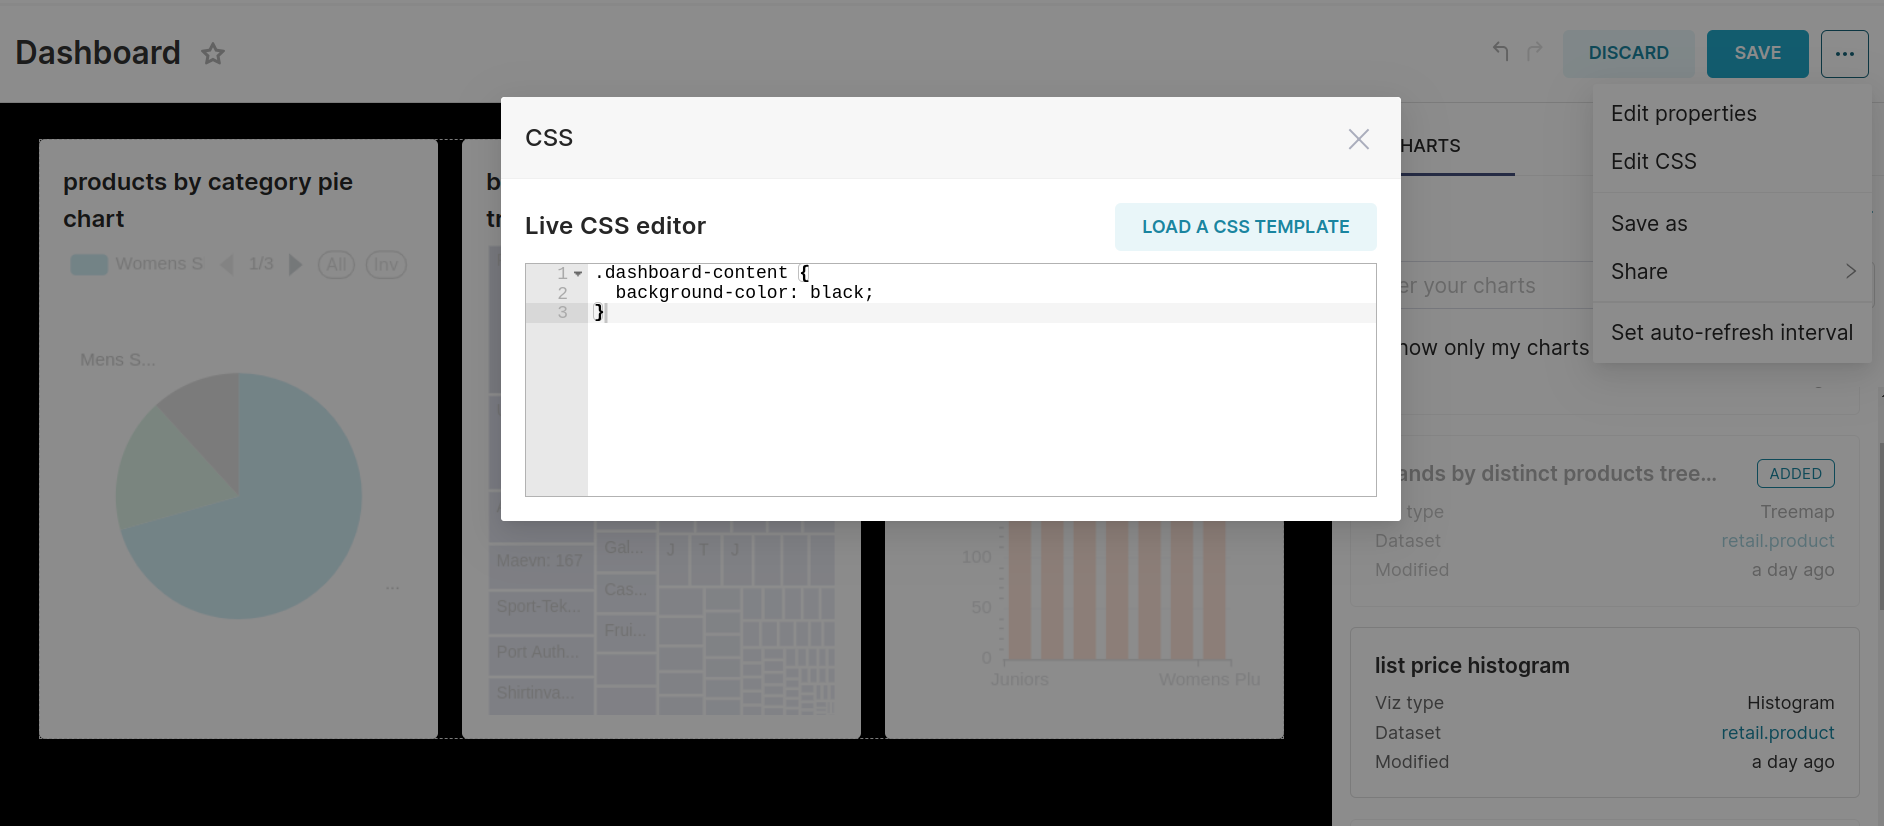 Dashboard
DISCARD
SAVE
Edit properties
Edit CSS
Save as
Share
Set auto-refresh interval
CSS
Live CSS editor
LOAD A CSS TEMPLATE
1 .dashboard-content {
2 background-color: black;
3 }
products by category pie
chart
Womens S
1/3
All
Inv
Mens S...
...
b
tr
Maevn: 167
Sport-Tek...
Port Auth...
Shirtinva...
Gal...
Cas...
Frui...
J
T
J
100
50
0
Juniors
Womens Plu
HARTS
er your charts
now only my charts
ands by distinct products tree...
ADDED
type
Treemap
Dataset
retail.product
Modified
a day ago
list price histogram
Viz type
Histogram
Dataset
retail.product
Modified
a day ago